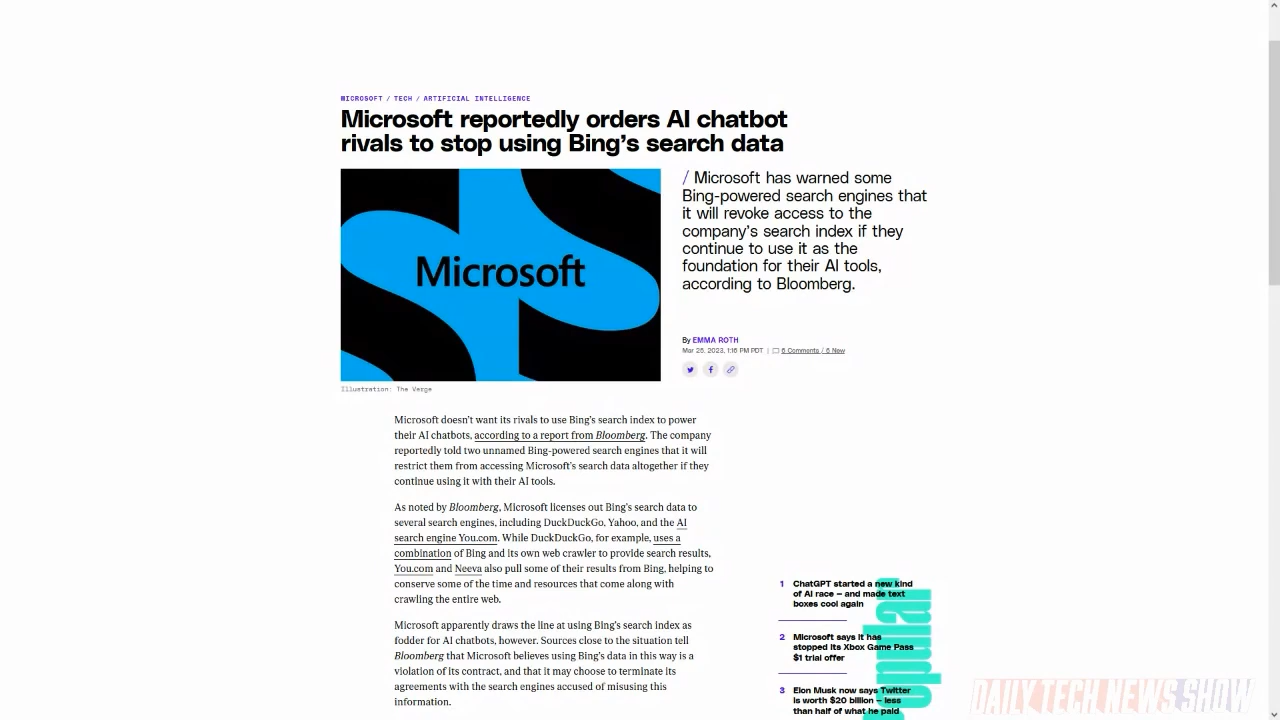 MICROSOFT / TECH / ARTIFICIAL INTELLIGENCE
Microsoft reportedly orders AI chatbot
rivals to stop using Bing’s search data
Microsoft
/ Microsoft has warned some
Bing-powered search engines that
it will revoke access to the
company’s search index if they
continue to use it as the
foundation for their AI tools,
according to Bloomberg.
By EMMA ROTH
Mar 25, 2023, 1:16 PM PDT | 6 Comments / 6 New
Illustration: The Verge
Microsoft doesn’t want its rivals to use Bing’s search index to power
their AI chatbots, according to a report from Bloomberg. The company
reportedly told two unnamed Bing-powered search engines that it will
restrict them from accessing Microsoft’s search data altogether if they
continue using it with their AI tools.
As noted by Bloomberg, Microsoft licenses out Bing’s search data to
several search engines, including DuckDuckGo, Yahoo, and the AI
search engine You.com. While DuckDuckGo, for example, uses a
combination of Bing and its own web crawler to provide search results,
You.com and Neeva also pull some of their results from Bing, helping to
conserve some of the time and resources that come along with
crawling the entire web.
Microsoft apparently draws the line at using Bing’s search index as
fodder for AI chatbots, however. Sources close to the situation tell
Bloomberg that Microsoft believes using Bing’s data in this way is a
violation of its contract, and that it may choose to terminate its
agreements with the search engines accused of misusing this
information.
1 ChatGPT started a new kind
of AI race — and made text
boxes cool again
2 Microsoft says it has
stopped its Xbox Game Pass
$1 trial offer
3 Elon Musk now says Twitter
is worth $20 billion — less
than half of what he paid
DAILY TECH NEWS SHOW